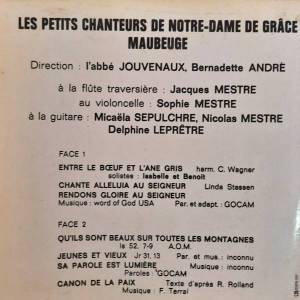 LES PETITS CHANTEURS DE NOTRE-DAME DE GRÂCE
MAUBEUGE
Direction : l'abbé JOUVENAUX, Bernadette ANDRÈ
à la flûte traversière : Jacques MESTRE
au violoncelle : Sophie MESTRE
à la guitare : Micaëla SEPULCHRE, Nicolas MESTRE
Delphine LEPRÊTRE
FACE 1
ENTRE LE BŒUF ET L'ANE GRIS harm. C. Wagner
solistes : Isabelle et Benoit
CHANTE ALLELUIA AU SEIGNEUR Linda Stassen
RENDONS GLOIRE AU SEIGNEUR
Musique : word of God USA Par. et adapt. : GOCAM
FACE 2
QU'ILS SONT BEAUX SUR TOUTES LES MONTAGNES
Is 52. 7-9 A.O.M.
JEUNES ET VIEUX Jr 31,13 Par. et mus. : inconnu
SA PAROLE EST LUMIÈRE Musique : inconnu
Paroles : GOCAM
CANON DE LA PAIX Texte d'après R. Rolland
Musique : F. Terral